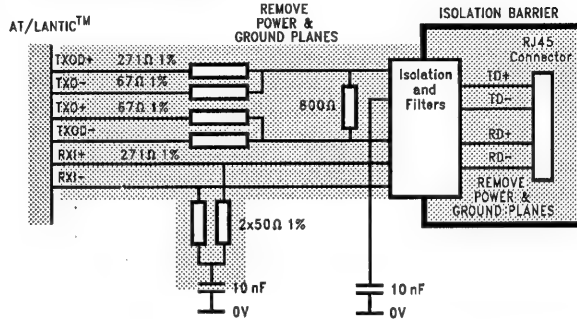 AT/LANTIC™
REMOVE
POWER &
GROUND PLANES
ISOLATION BARRIER
RJ45
Connector
TXOD+ 271Ω 1%
TXO- 67Ω 1%
TXO+ 67Ω 1%
TXOD-
RXI+ 271Ω 1%
RXI-
800Ω
Isolation
and
Filters
TD+
TD-
RD+
RD-
REMOVE
POWER &
GROUND PLANES
2x50Ω 1%
10 nF
0V
10 nF
0V